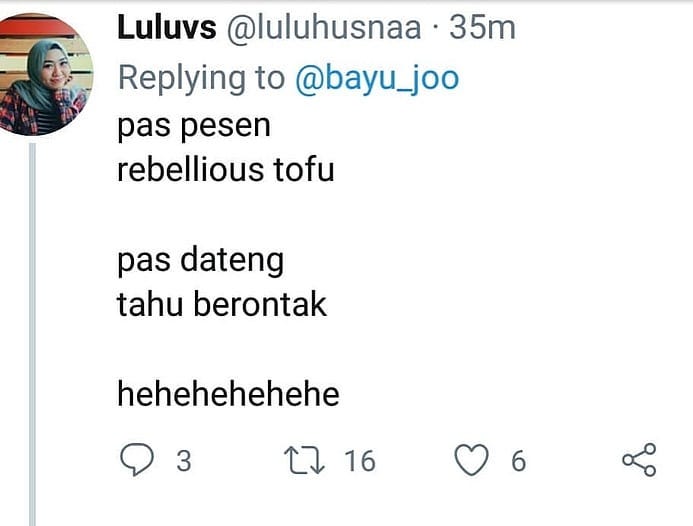 Luluvs @luluhusnaa · 35m
Replying to @bayu_joo
pas pesen
rebellious tofu
pas dateng
tahu berontak
hehehehehehe
3 16 6